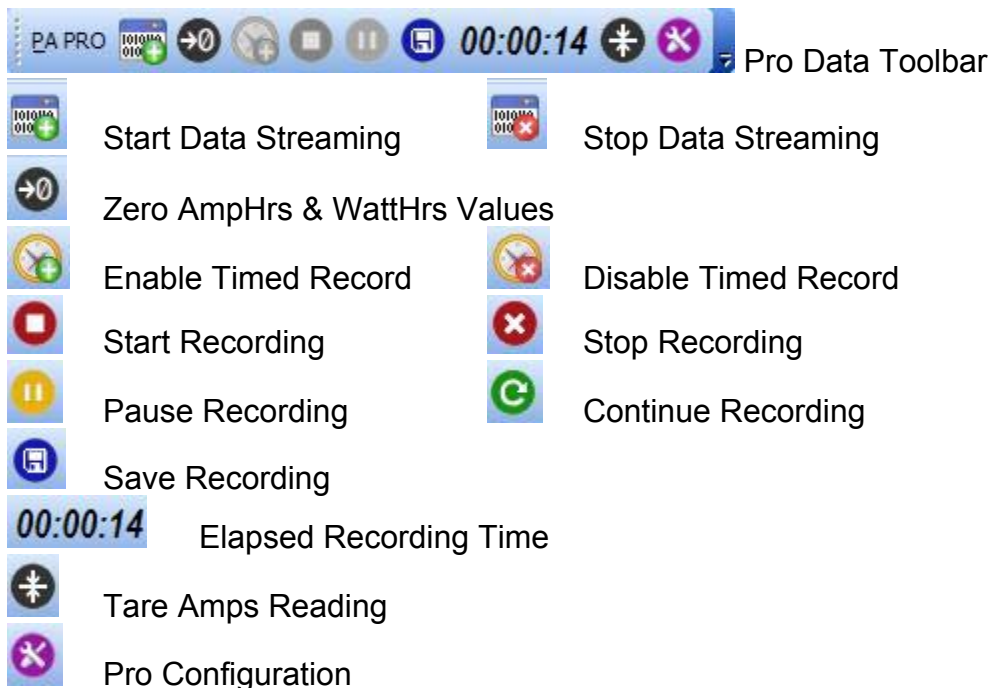 PA PRO 00:00:14 Pro Data Toolbar
Start Data Streaming Stop Data Streaming
Zero AmpHrs & WattHrs Values
Enable Timed Record Disable Timed Record
Start Recording Stop Recording
Pause Recording Continue Recording
Save Recording
00:00:14 Elapsed Recording Time
Tare Amps Reading
Pro Configuration